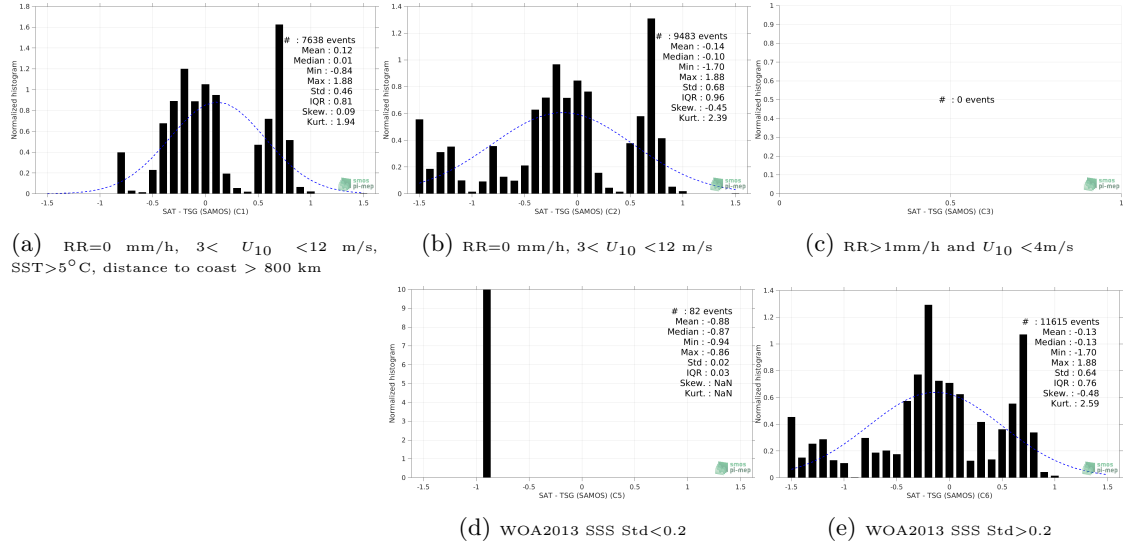 1.8
1.6
1.4
1.2
1
0.8
0.6
0.4
0.2
0
Normalized histogram
# : 7638 events
Mean : 0.12
Median : 0.01
Min : -0.84
Max : 1.88
Std : 0.46
IQR : 0.81
Skew. : 0.09
Kurt. : 1.94
smos
pi-mep
-1.5 -1 -0.5 0 0.5 1 1.5
SAT - TSG (SAMOS) (C1)
(a) RR=0 mm/h, 3< U10 <12 m/s,
SST>5°C, distance to coast > 800 km
1.4
1.2
1
0.8
0.6
0.4
0.2
0
Normalized histogram
# : 9483 events
Mean : -0.14
Median : -0.10
Min : -1.70
Max : 1.88
Std : 0.68
IQR : 0.96
Skew. : -0.45
Kurt. : 2.39
smos
pi-mep
-1.5 -1 -0.5 0 0.5 1 1.5
SAT - TSG (SAMOS) (C2)
(b) RR=0 mm/h, 3< U10 <12 m/s
1
0.9
0.8
0.7
0.6
0.5
0.4
0.3
0.2
0.1
0
Normalized histogram
# : 0 events
smos
pi-mep
0 1
SAT - TSG (SAMOS) (C3)
(c) RR>1mm/h and U10 <4m/s
10
9
8
7
6
5
4
3
2
1
0
Normalized histogram
# : 82 events
Mean : -0.88
Median : -0.87
Min : -0.94
Max : -0.86
Std : 0.02
IQR : 0.03
Skew. : NaN
Kurt. : NaN
smos
pi-mep
-1.5 -1 -0.5 0 0.5 1 1.5
SAT - TSG (SAMOS) (C5)
(d) WOA2013 SSS Std<0.2
1.4
1.2
1
0.8
0.6
0.4
0.2
0
Normalized histogram
# : 11615 events
Mean : -0.13
Median : -0.13
Min : -1.70
Max : 1.88
Std : 0.64
IQR : 0.76
Skew. : -0.48
Kurt. : 2.59
smos
pi-mep
-1.5 -1 -0.5 0 0.5 1 1.5
SAT - TSG (SAMOS) (C6)
(e) WOA2013 SSS Std>0.2